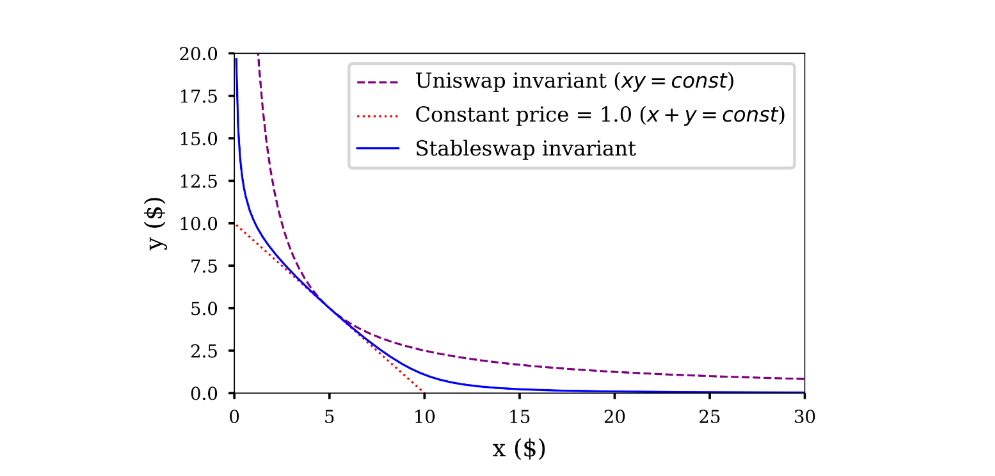 20.0
17.5
15.0
12.5
10.0
7.5
5.0
2.5
0.0
y ($)
Uniswap invariant (xy = const)
Constant price = 1.0 (x + y = const)
Stableswap invariant
0 5 10 15 20 25 30
x ($)